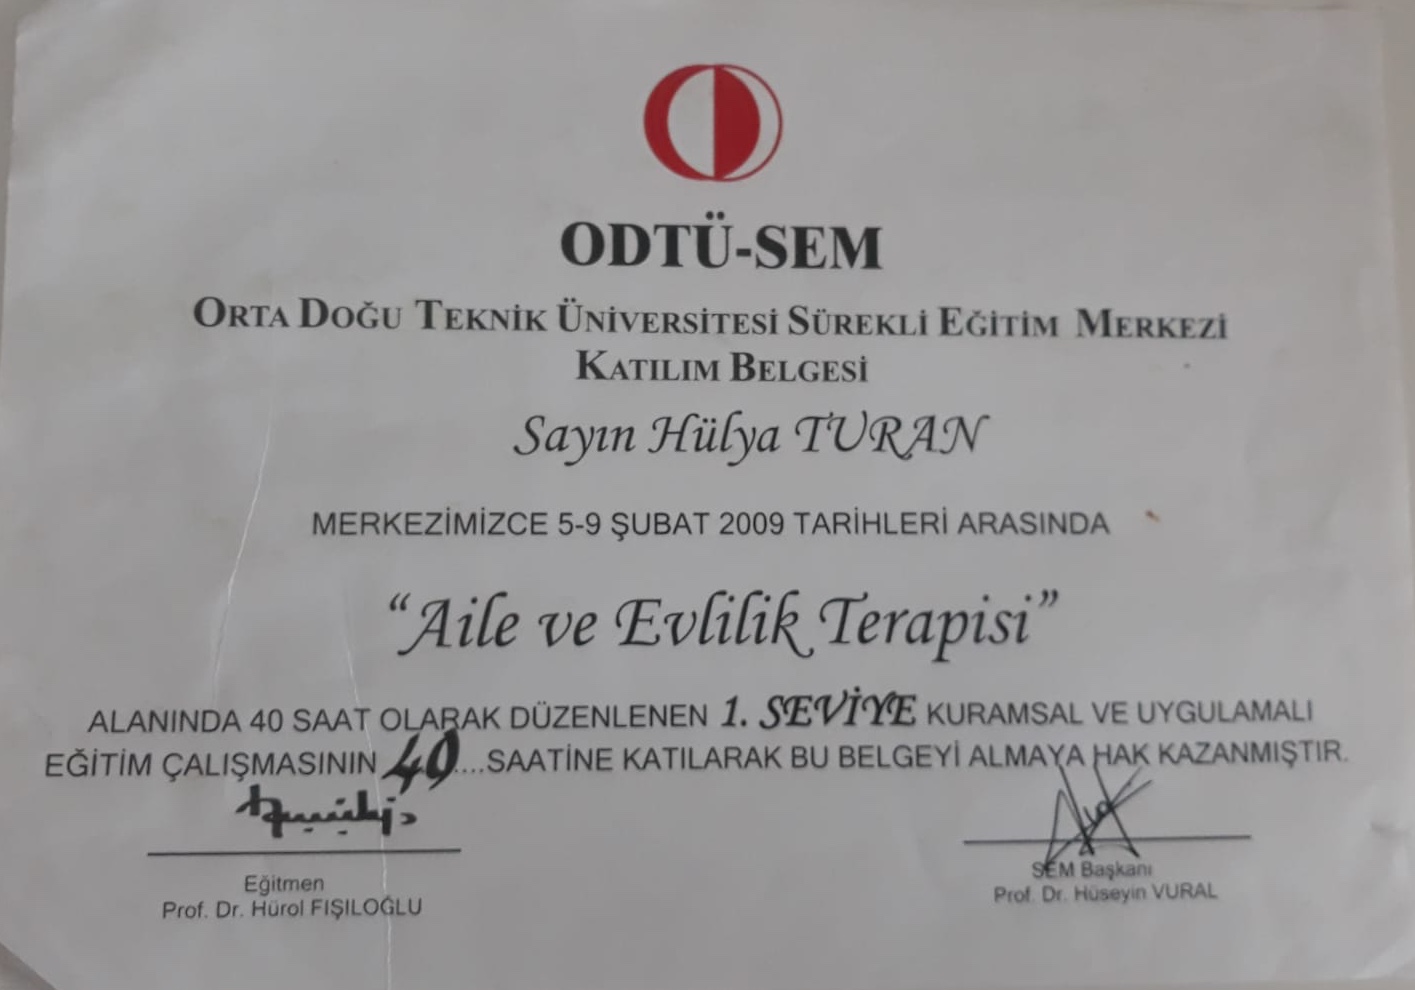 ODTÜ-SEM
ORTA DOĞU TEKNİK ÜNİVERSİTESİ SÜREKLİ EĞİTİM MERKEZİ
KATILIM BELGESİ
Sayın Hülya TURAN
MERKEZİMİZCE 5-9 ŞUBAT 2009 TARİHLERİ ARASINDA
“Aile ve Evlilik Terapisi”
ALANINDA 40 SAAT OLARAK DÜZENLENEN 1. SEVİYE KURAMSAL VE UYGULAMALI
EĞİTİM ÇALIŞMASININ 40....SAATİNE KATILARAK BU BELGEYİ ALMAYA HAK KAZANMIŞTIR.
Eğitmen
Prof. Dr. Hürol FIŞILOĞLU
SEM Başkanı
Prof. Dr. Hüseyin VURAL